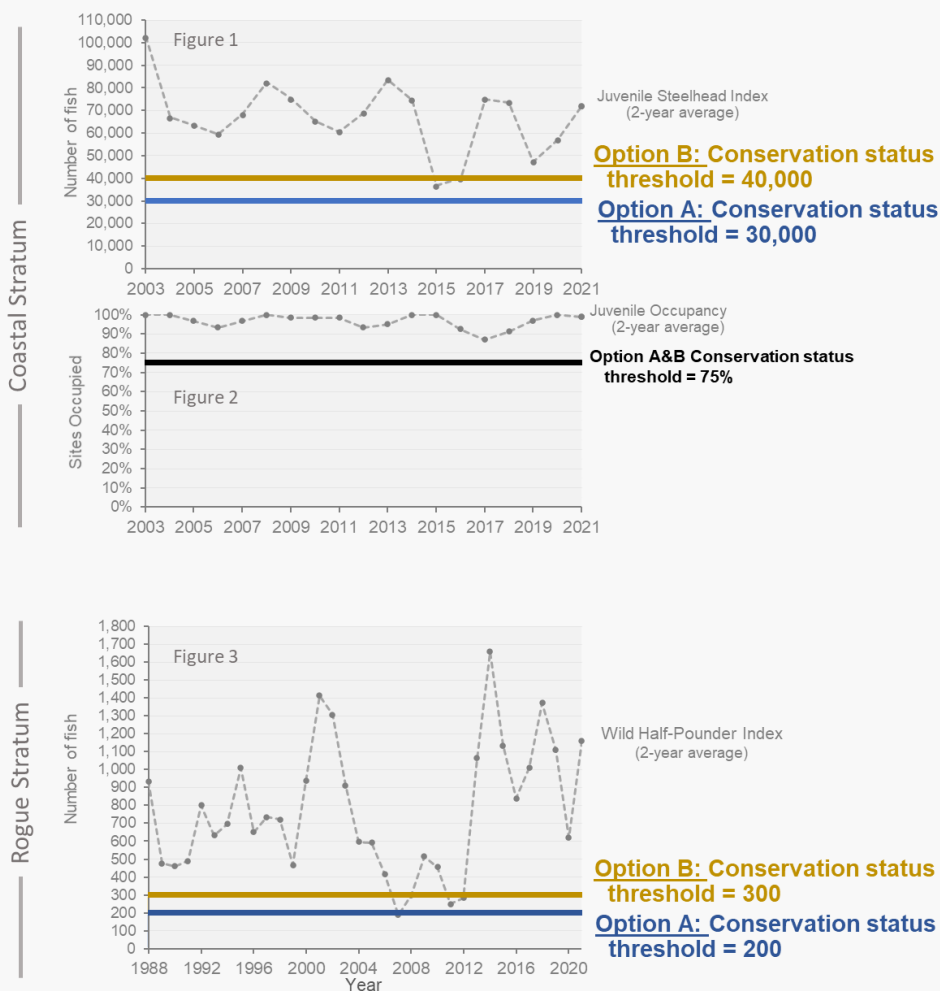 Coastal Stratum
Figure 1
Number of fish
110,000
100,000
90,000
80,000
70,000
60,000
50,000
40,000
30,000
20,000
10,000
0
2003 2005 2007 2009 2011 2013 2015 2017 2019 2021
Juvenile Steelhead Index
(2-year average)
Option B: Conservation status
threshold = 40,000
Option A: Conservation status
threshold = 30,000
Figure 2
Sites Occupied
100%
90%
80%
70%
60%
50%
40%
30%
20%
10%
0%
2003 2005 2007 2009 2011 2013 2015 2017 2019 2021
Juvenile Occupancy
(2-year average)
Option A&B Conservation status
threshold = 75%
Rogue Stratum
Figure 3
Number of fish
1,800
1,700
1,600
1,500
1,400
1,300
1,200
1,100
1,000
900
800
700
600
500
400
300
200
100
0
1988 1992 1996 2000 2004 2008 2012 2016 2020
Year
Wild Half-Pounder Index
(2-year average)
Option B: Conservation status
threshold = 300
Option A: Conservation status
threshold = 200